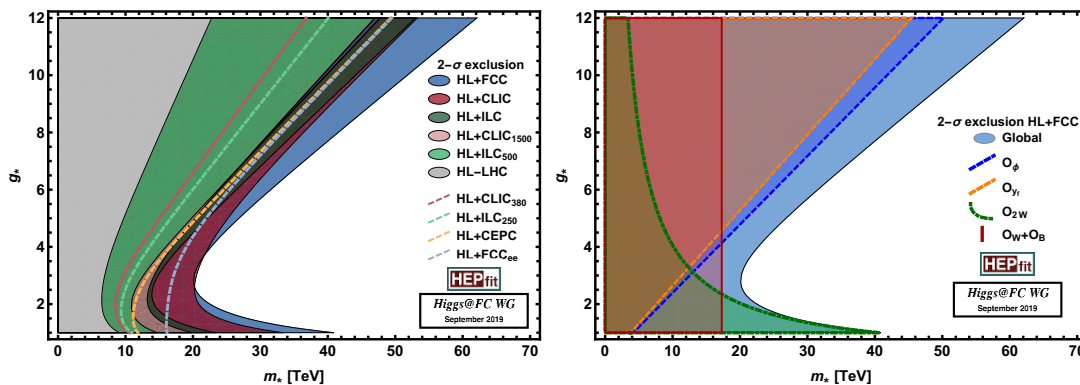 12
10
8
6
4
2
g*
0 10 20 30 40 50 60 70
m* [TeV]
2-σ exclusion
HL+FCC
HL+CLIC
HL+ILC
HL+CLIC1500
HL+ILC500
HL-LHC
HL+CLIC380
HL+ILC250
HL+CEPC
HL+FCCee
HEPfit
Higgs@FC WG
September 2019
12
10
8
6
4
2
g*
0 10 20 30 40 50 60 70
m* [TeV]
2-σ exclusion HL+FCC
Global
Oϕ
Oyf
O2W
OW+OB
HEPfit
Higgs@FC WG
September 2019